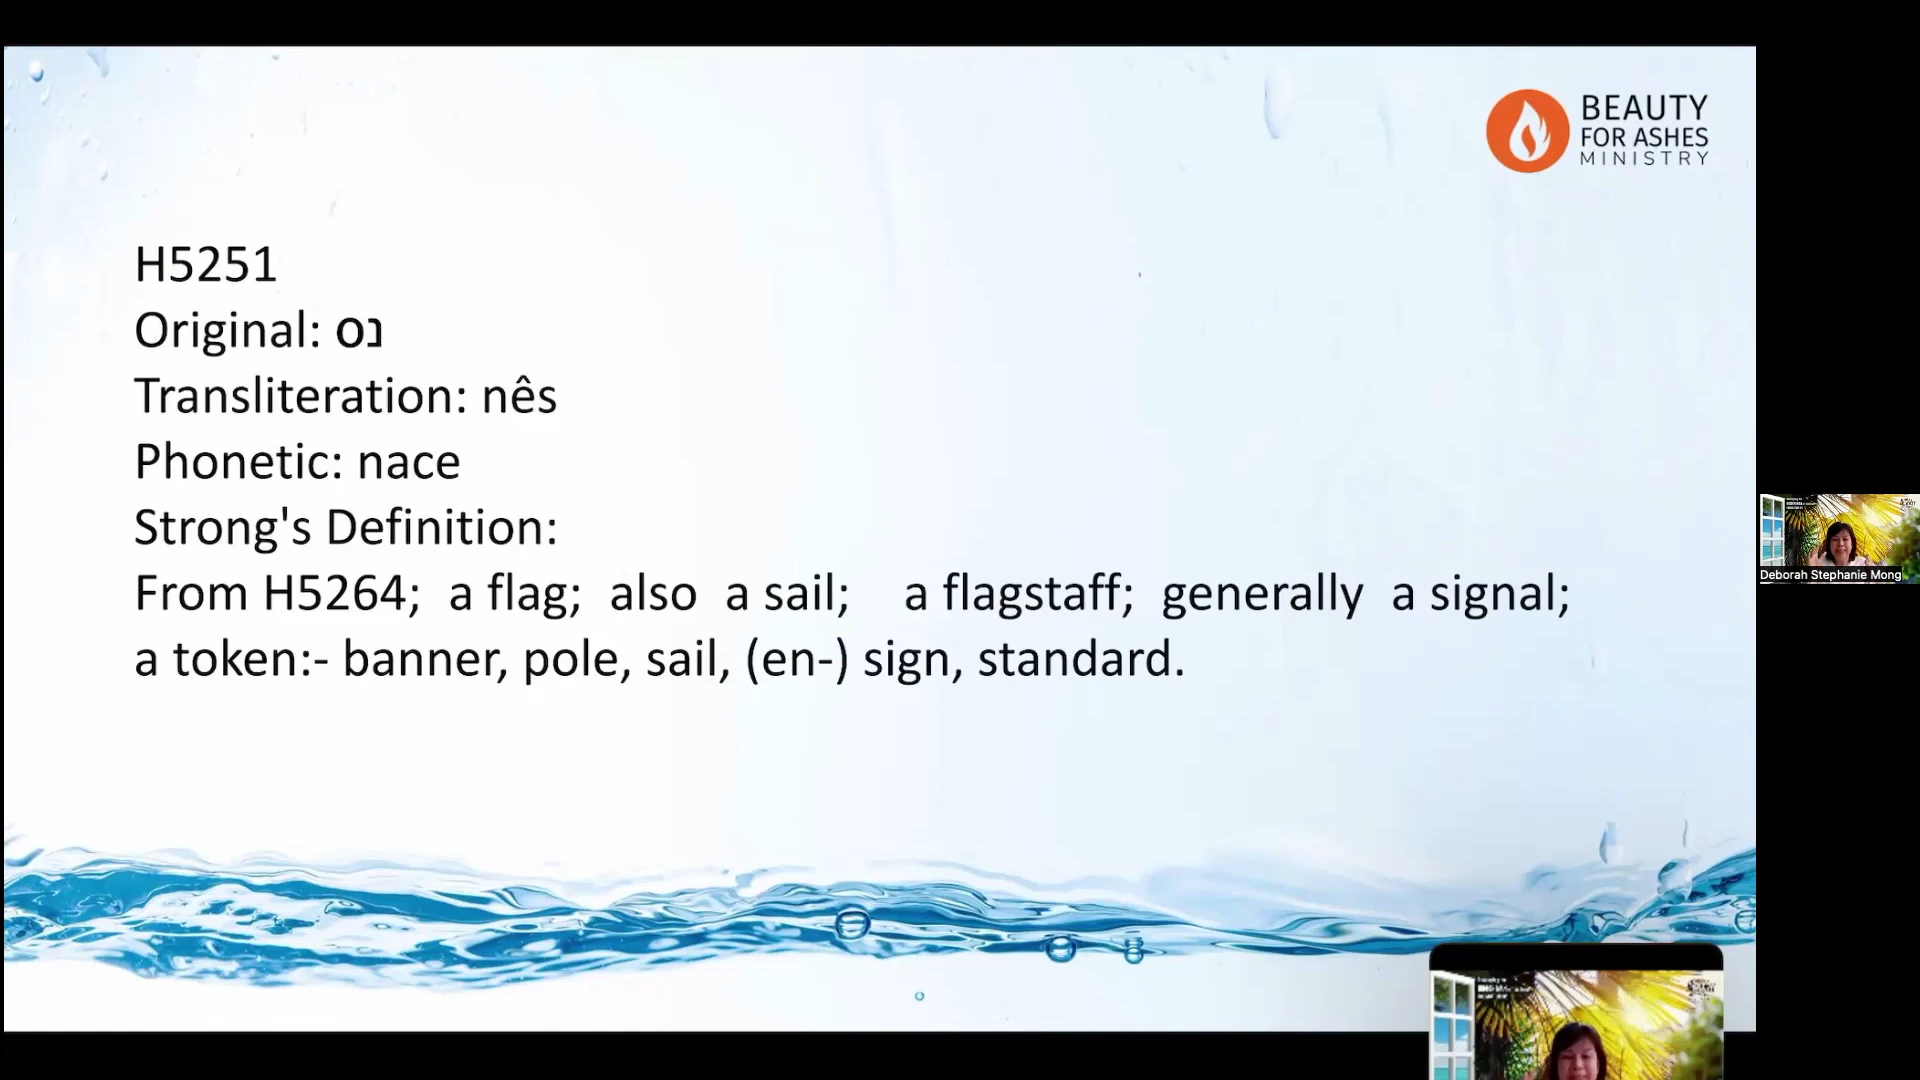 BEAUTY
FOR ASHES
MINISTRY
H5251
Original: נס
Transliteration: nês
Phonetic: nace
Strong's Definition:
From H5264; a flag; also a sail; a flagstaff; generally a signal;
a token:- banner, pole, sail, (en-) sign, standard.
Deborah Stephanie Mong